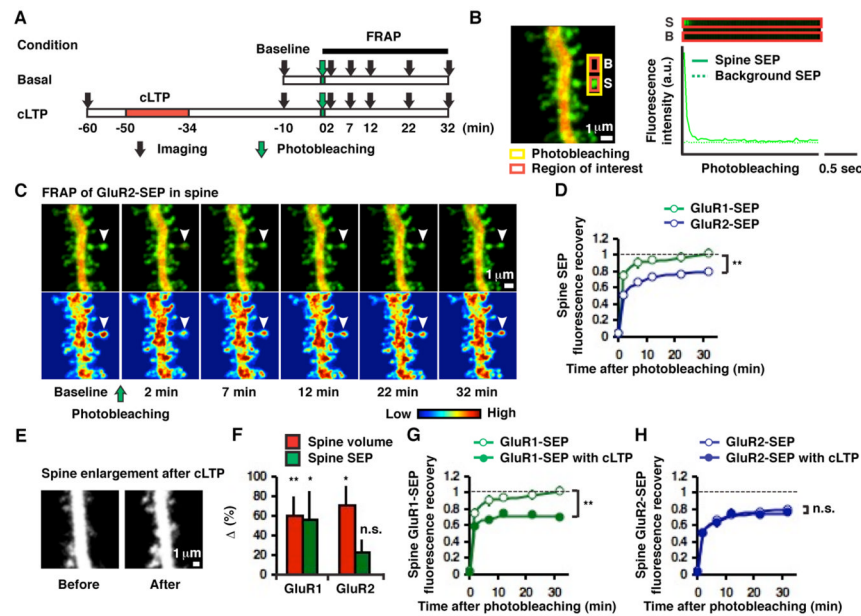 A
Condition
Baseline
FRAP
Basal
cLTP
cLTP
-60 -50 -34 -10 0 2 7 12 22 32 (min)
Imaging
Photobleaching
B
B
S
1 μm
Photobleaching
Region of interest
S
B
Spine SEP
Background SEP
Fluorescence
intensity (a.u.)
Photobleaching
0.5 sec
C
FRAP of GluR2-SEP in spine
1 μm
Baseline 2 min 7 min 12 min 22 min 32 min
Photobleaching
Low High
D
GluR1-SEP
GluR2-SEP
Spine SEP
fluorescence recovery
1.2
1
0.8
0.6
0.4
0.2
0
0 10 20 30
Time after photobleaching (min)
**
E
Spine enlargement after cLTP
1 μm
Before After
F
Spine volume
Spine SEP
Δ (%)
80
60
40
20
0
** * * n.s.
GluR1 GluR2
G
GluR1-SEP
GluR1-SEP with cLTP
Spine GluR1-SEP
fluorescence recovery
1.2
1
0.8
0.6
0.4
0.2
0
0 10 20 30
Time after photobleaching (min)
**
H
GluR2-SEP
GluR2-SEP with cLTP
Spine GluR2-SEP
fluorescence recovery
1.2
1
0.8
0.6
0.4
0.2
0
0 10 20 30
Time after photobleaching (min)
n.s.